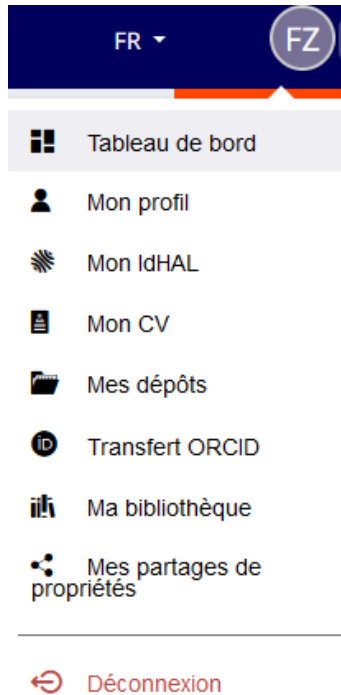 FR
FZ
Tableau de bord
Mon profil
Mon IdHAL
Mon CV
Mes dépôts
iD
Transfert ORCID
Ma bibliothèque
Mes partages de
propriétés
Déconnexion